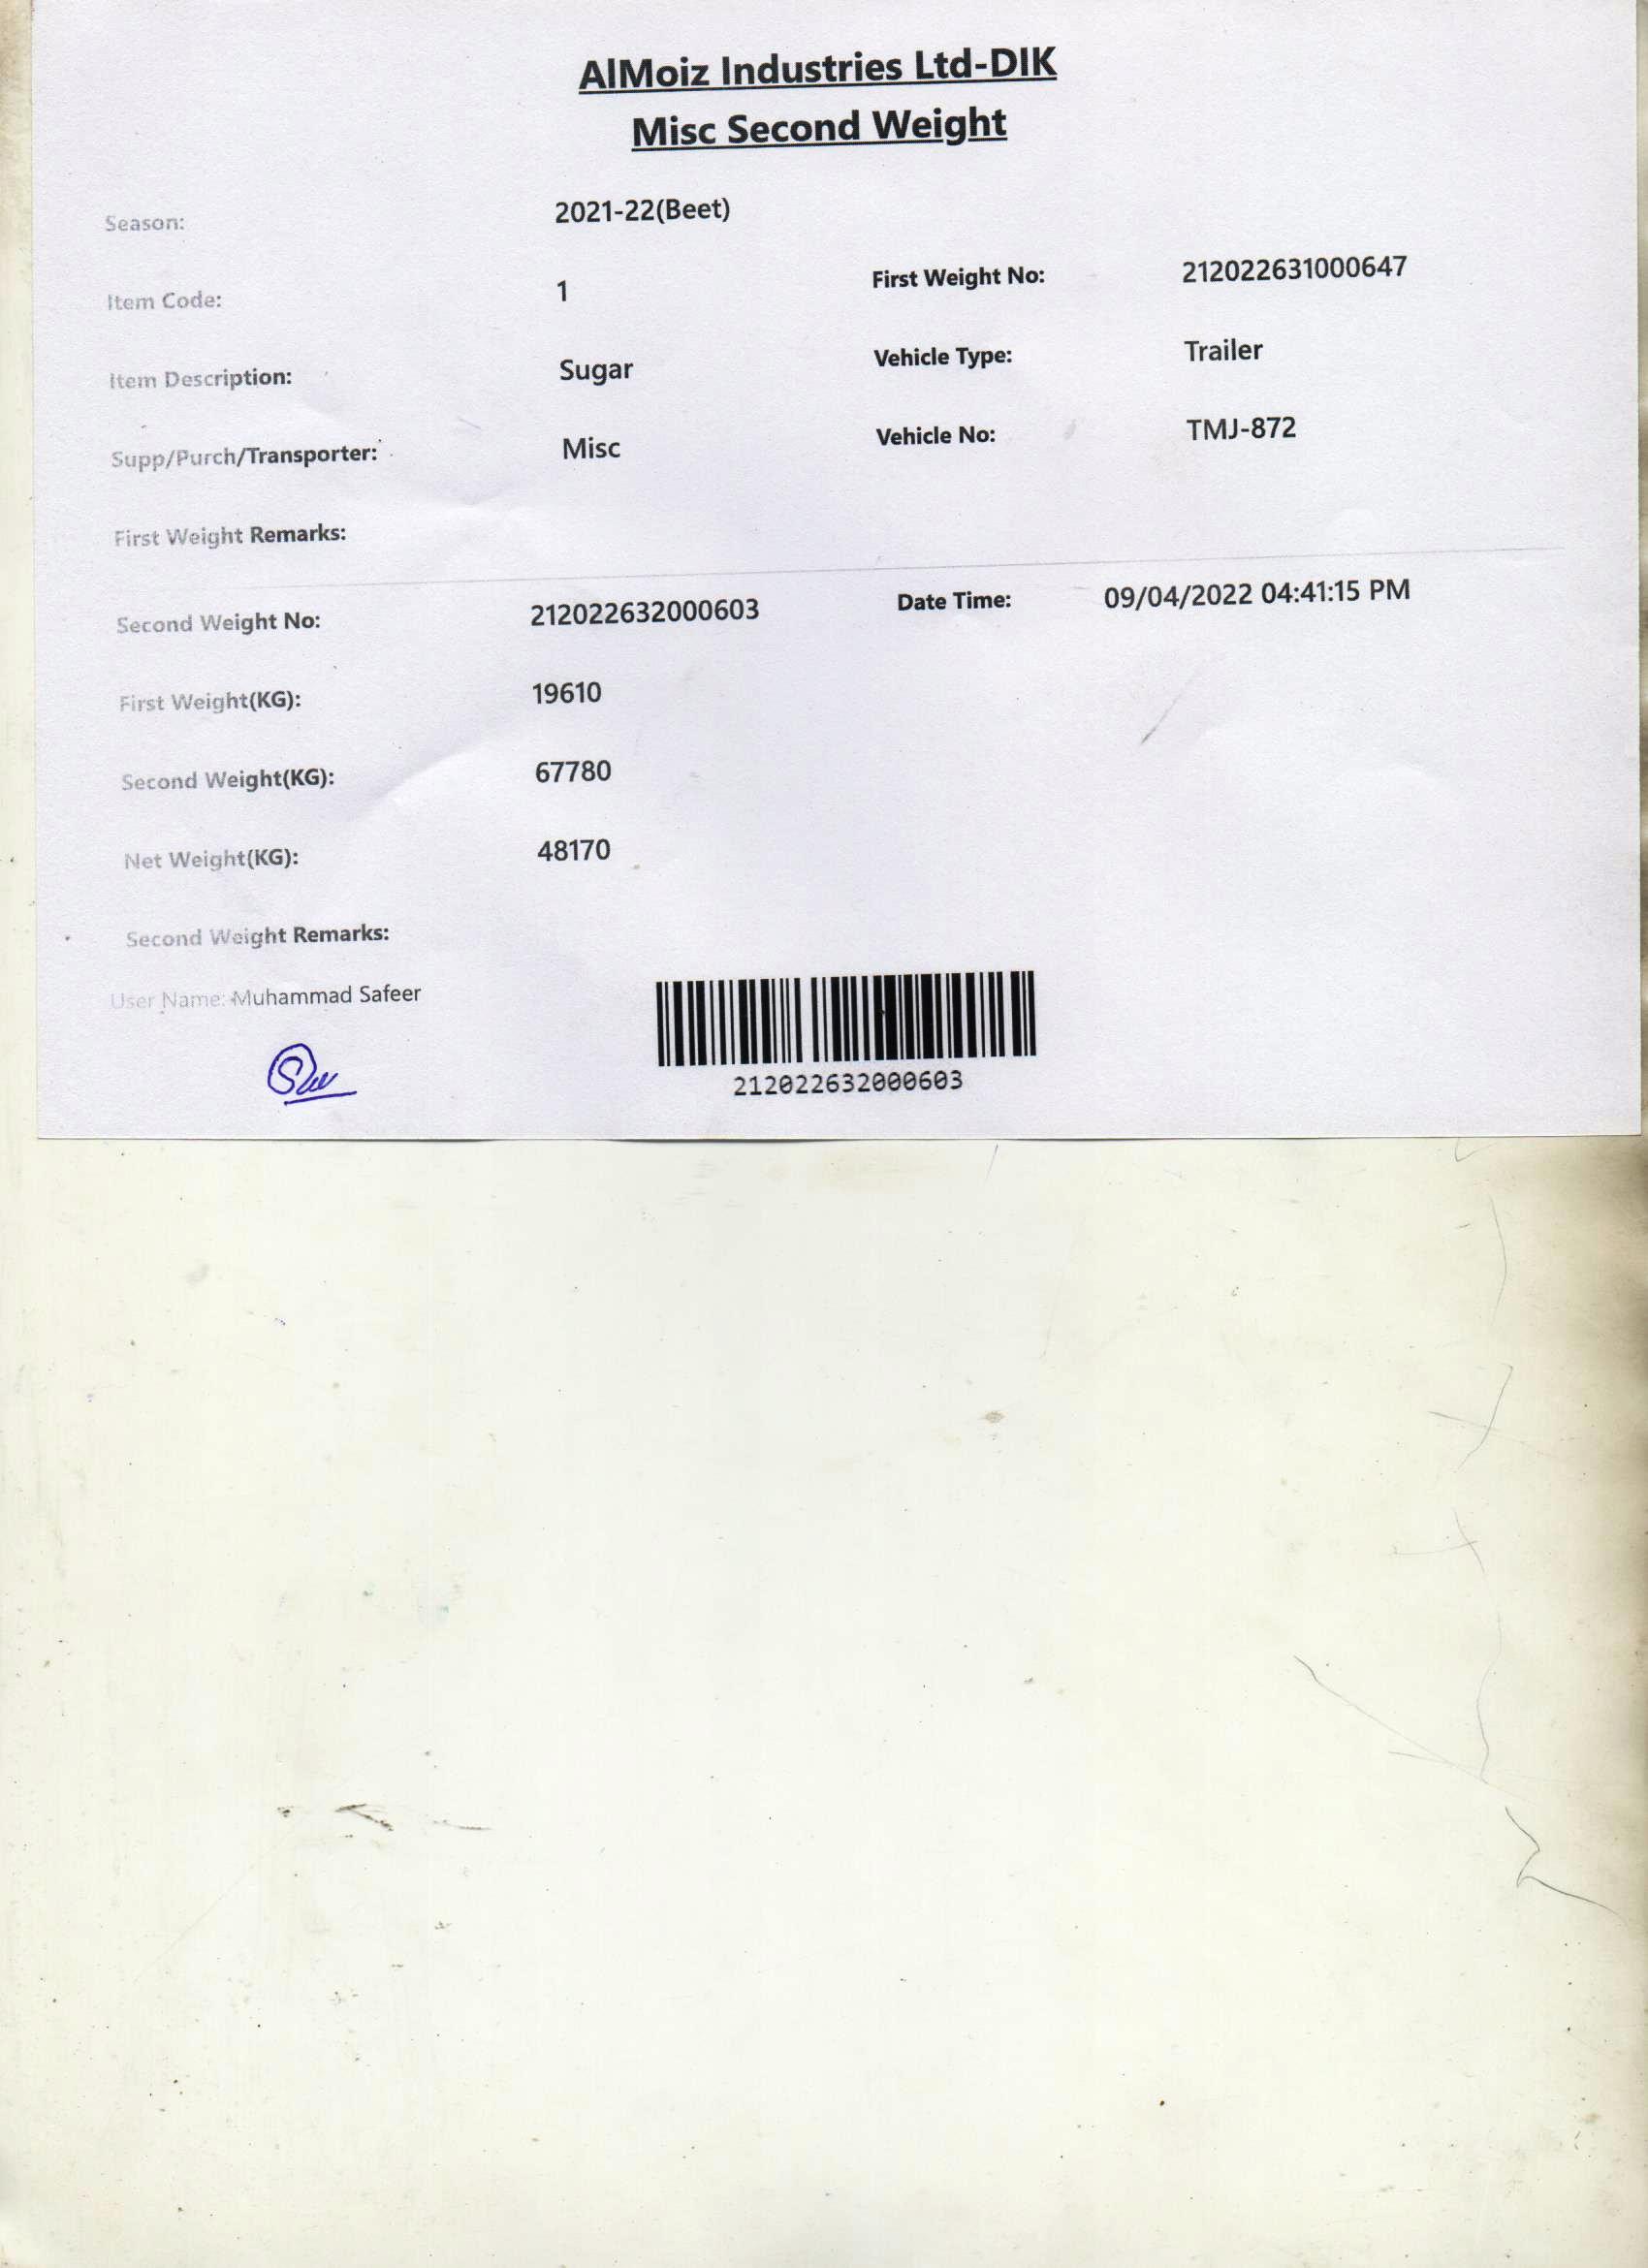 AlMoiz Industries Ltd-DIK
Misc Second Weight
Season: 2021-22(Beet)
Item Code: 1 First Weight No: 212022631000647
Item Description: Sugar Vehicle Type: Trailer
Supp/Purch/Transporter: Misc Vehicle No: TMJ-872
First Weight Remarks:
Second Weight No: 212022632000603 Date Time: 09/04/2022 04:41:15 PM
First Weight(KG): 19610
Second Weight(KG): 67780
Net Weight(KG): 48170
Second Weight Remarks:
User Name: Muhammad Safeer
212022632000603